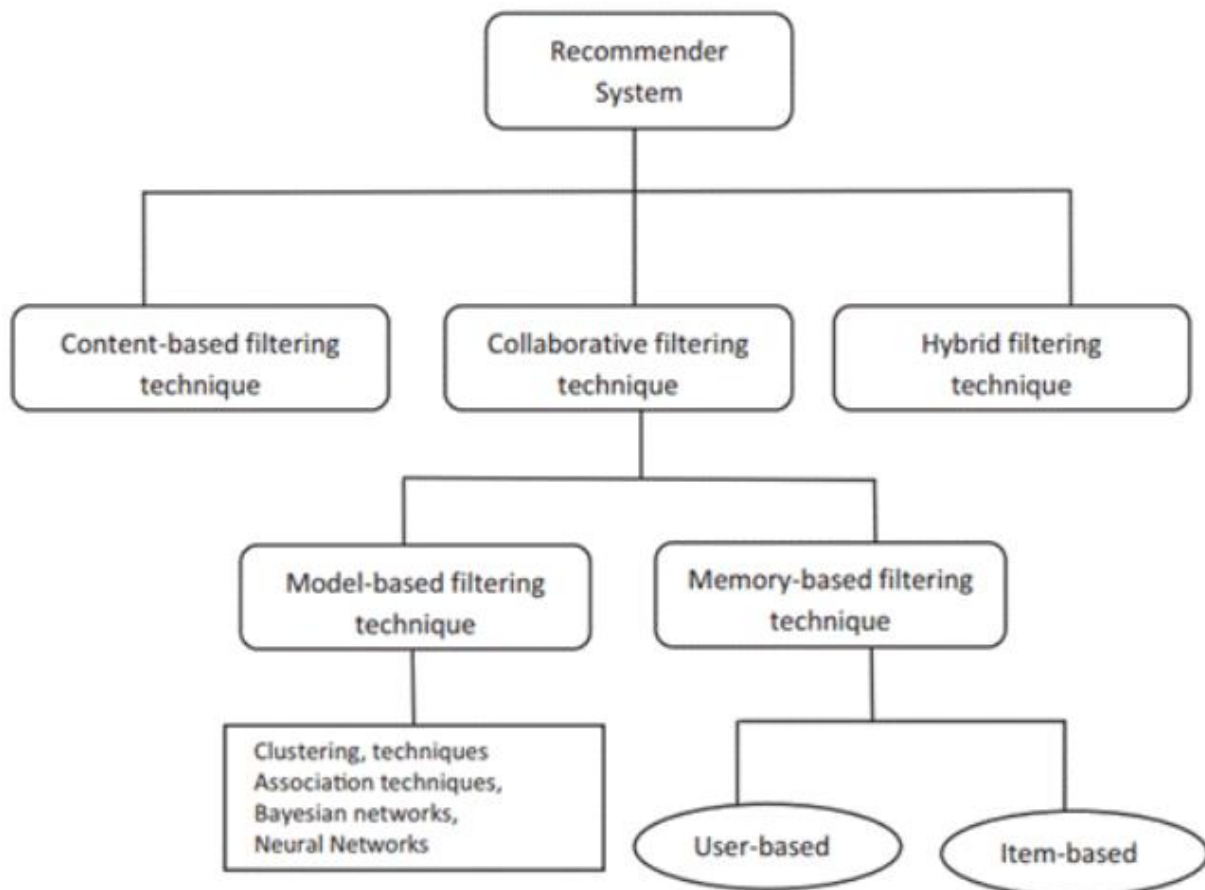 Recommender
System
Content-based filtering
technique
Collaborative filtering
technique
Hybrid filtering
technique
Model-based filtering
technique
Memory-based filtering
technique
Clustering, techniques
Association techniques,
Bayesian networks,
Neural Networks
User-based
Item-based